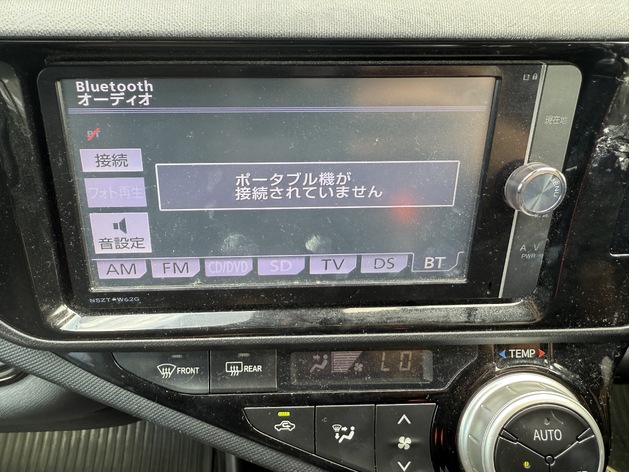 Bluetooth
オーディオ
BT
接続
フォト再生
音設定
ポータブル機が
接続されていません
AM FM CD/DVD SD TV DS BT
現在地
A.V
PWR
NSZT-W62G
FRONT
REAR
LO
TEMP
AUTO